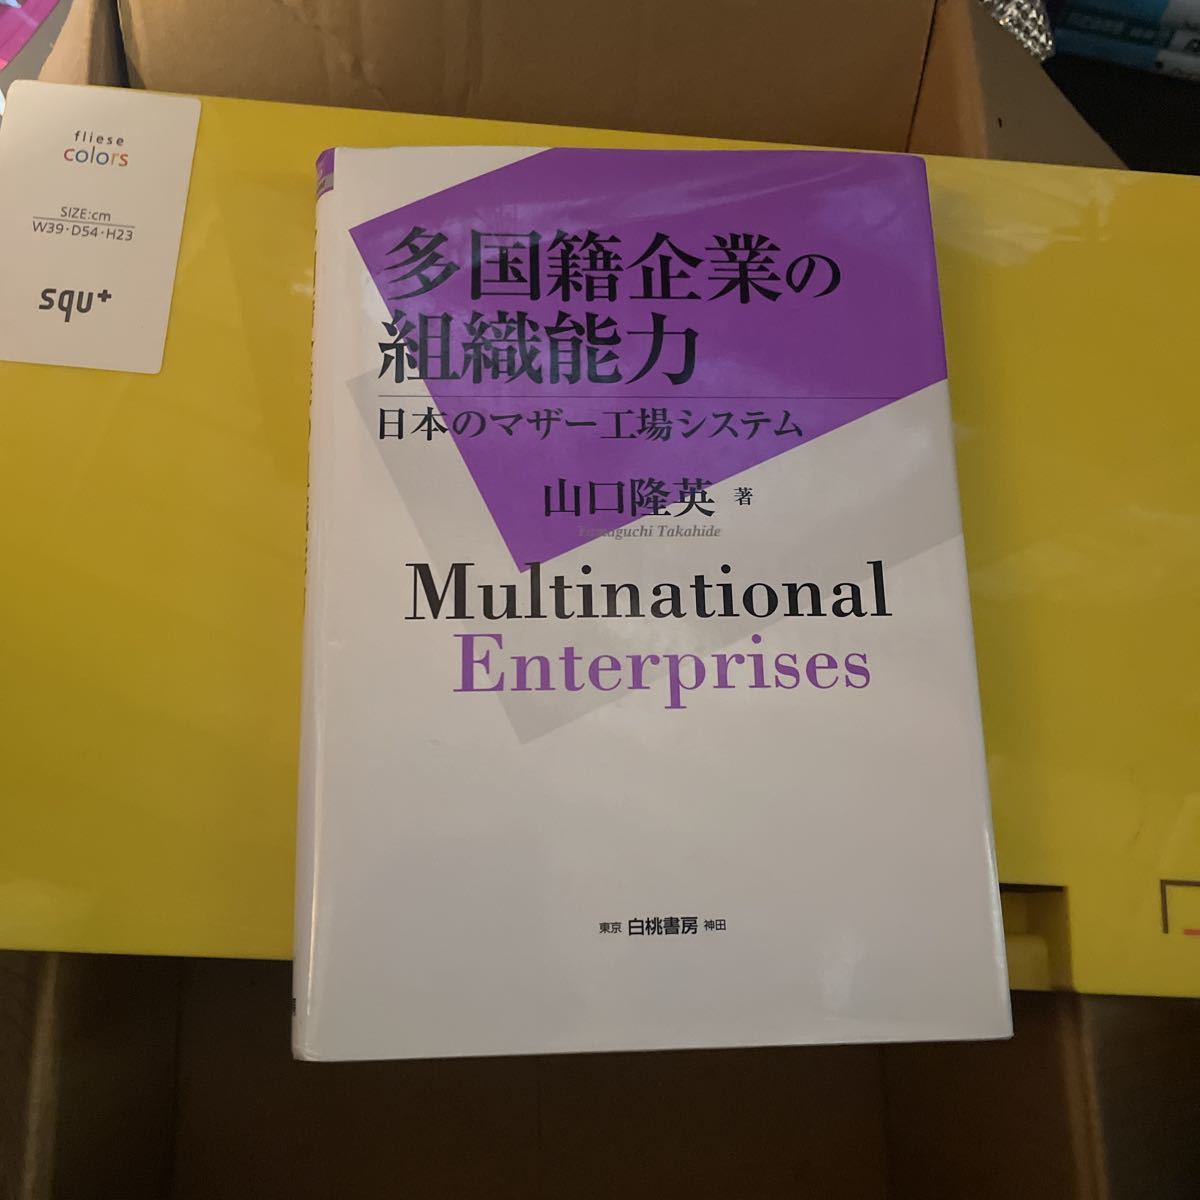 fliese
colors
SIZE:cm
W39・D54・H23
squ+
多国籍企業の
組織能力
日本のマザー工場システム
山口隆英 著
Yamaguchi Takahide
Multinational
Enterprises
東京 白桃書房 神田